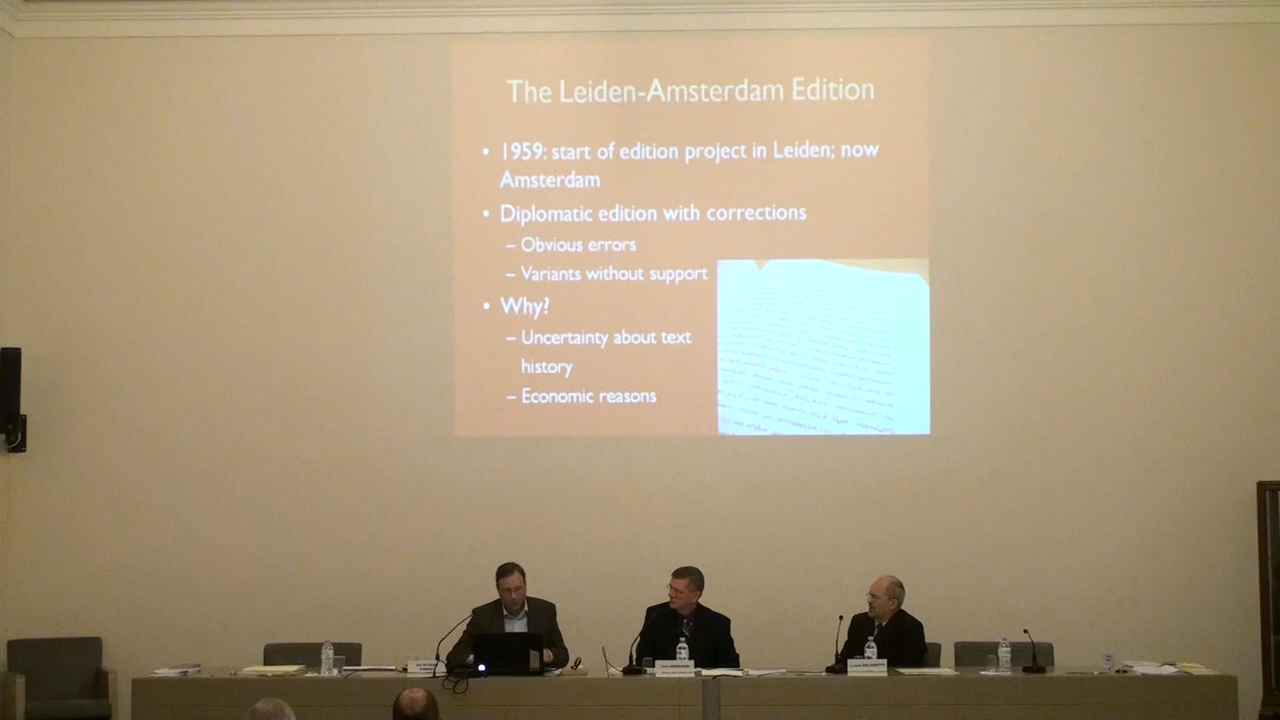 The Leiden-Amsterdam Edition
• 1959: start of edition project in Leiden; now
Amsterdam
• Diplomatic edition with corrections
– Obvious errors
– Variants without support
• Why?
– Uncertainty about text
history
– Economic reasons